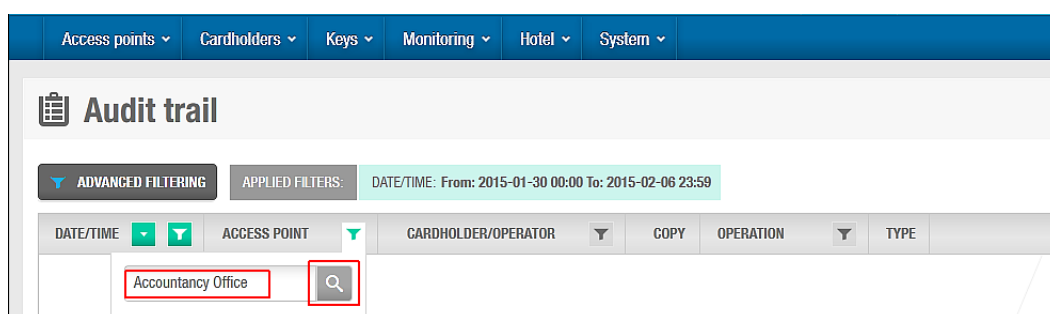 Access points Cardholders Keys Monitoring Hotel System
Audit trail
ADVANCED FILTERING APPLIED FILTERS: DATE/TIME: From: 2015-01-30 00:00 To: 2015-02-06 23:59
DATE/TIME ACCESS POINT CARDHOLDER/OPERATOR COPY OPERATION TYPE
Accountancy Office